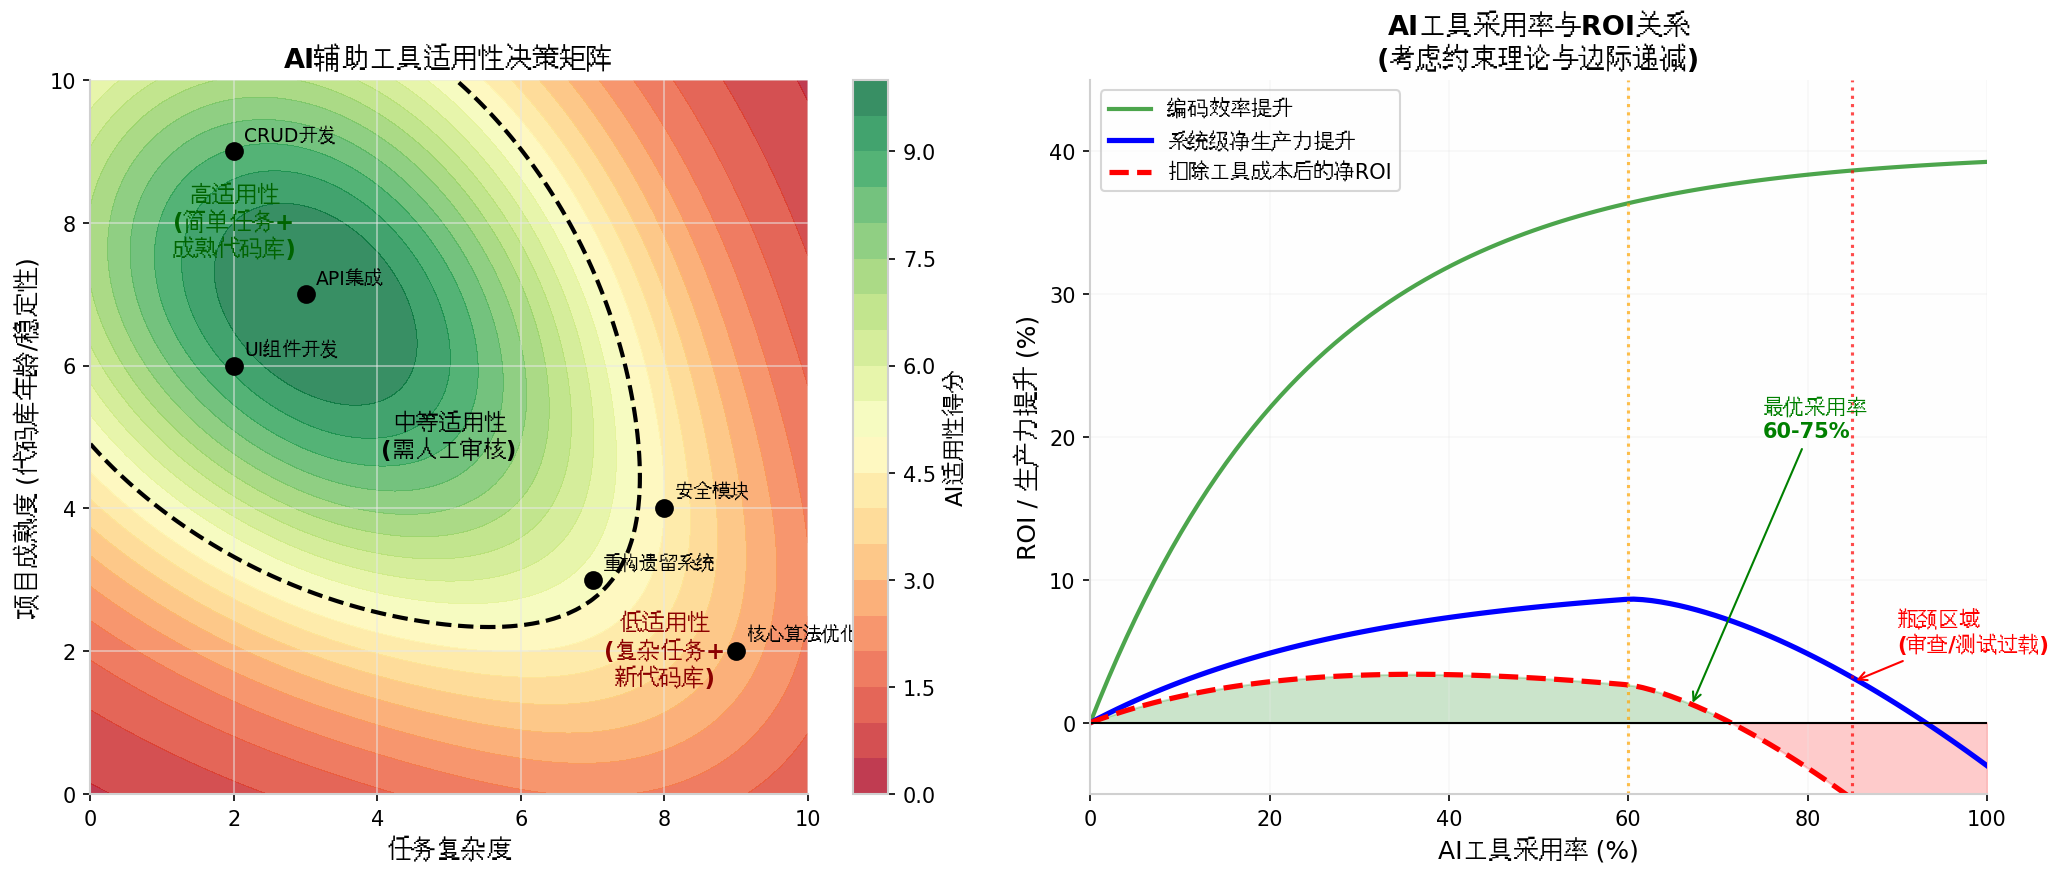 AI辅助工具适用性决策矩阵
10
8
6
4
2
0
项目成熟度 (代码库年龄/稳定性)
CRUD开发
高适用性
(简单任务+
成熟代码库)
API集成
UI组件开发
中等适用性
(需人工审核)
安全模块
重构遗留系统
低适用性
(复杂任务+
新代码库)
核心算法优化
0
2
4
6
8
10
任务复杂度
9.0
7.5
6.0
4.5
3.0
1.5
0.0
AI适用性得分
AI工具采用率与ROI关系
(考虑约束理论与边际递减)
编码效率提升
系统级净生产力提升
扣除工具成本后的净ROI
40
30
20
10
0
ROI / 生产力提升 (%)
最优采用率
60-75%
瓶颈区域
(审查/测试过载)
0
20
40
60
80
100
AI工具采用率 (%)